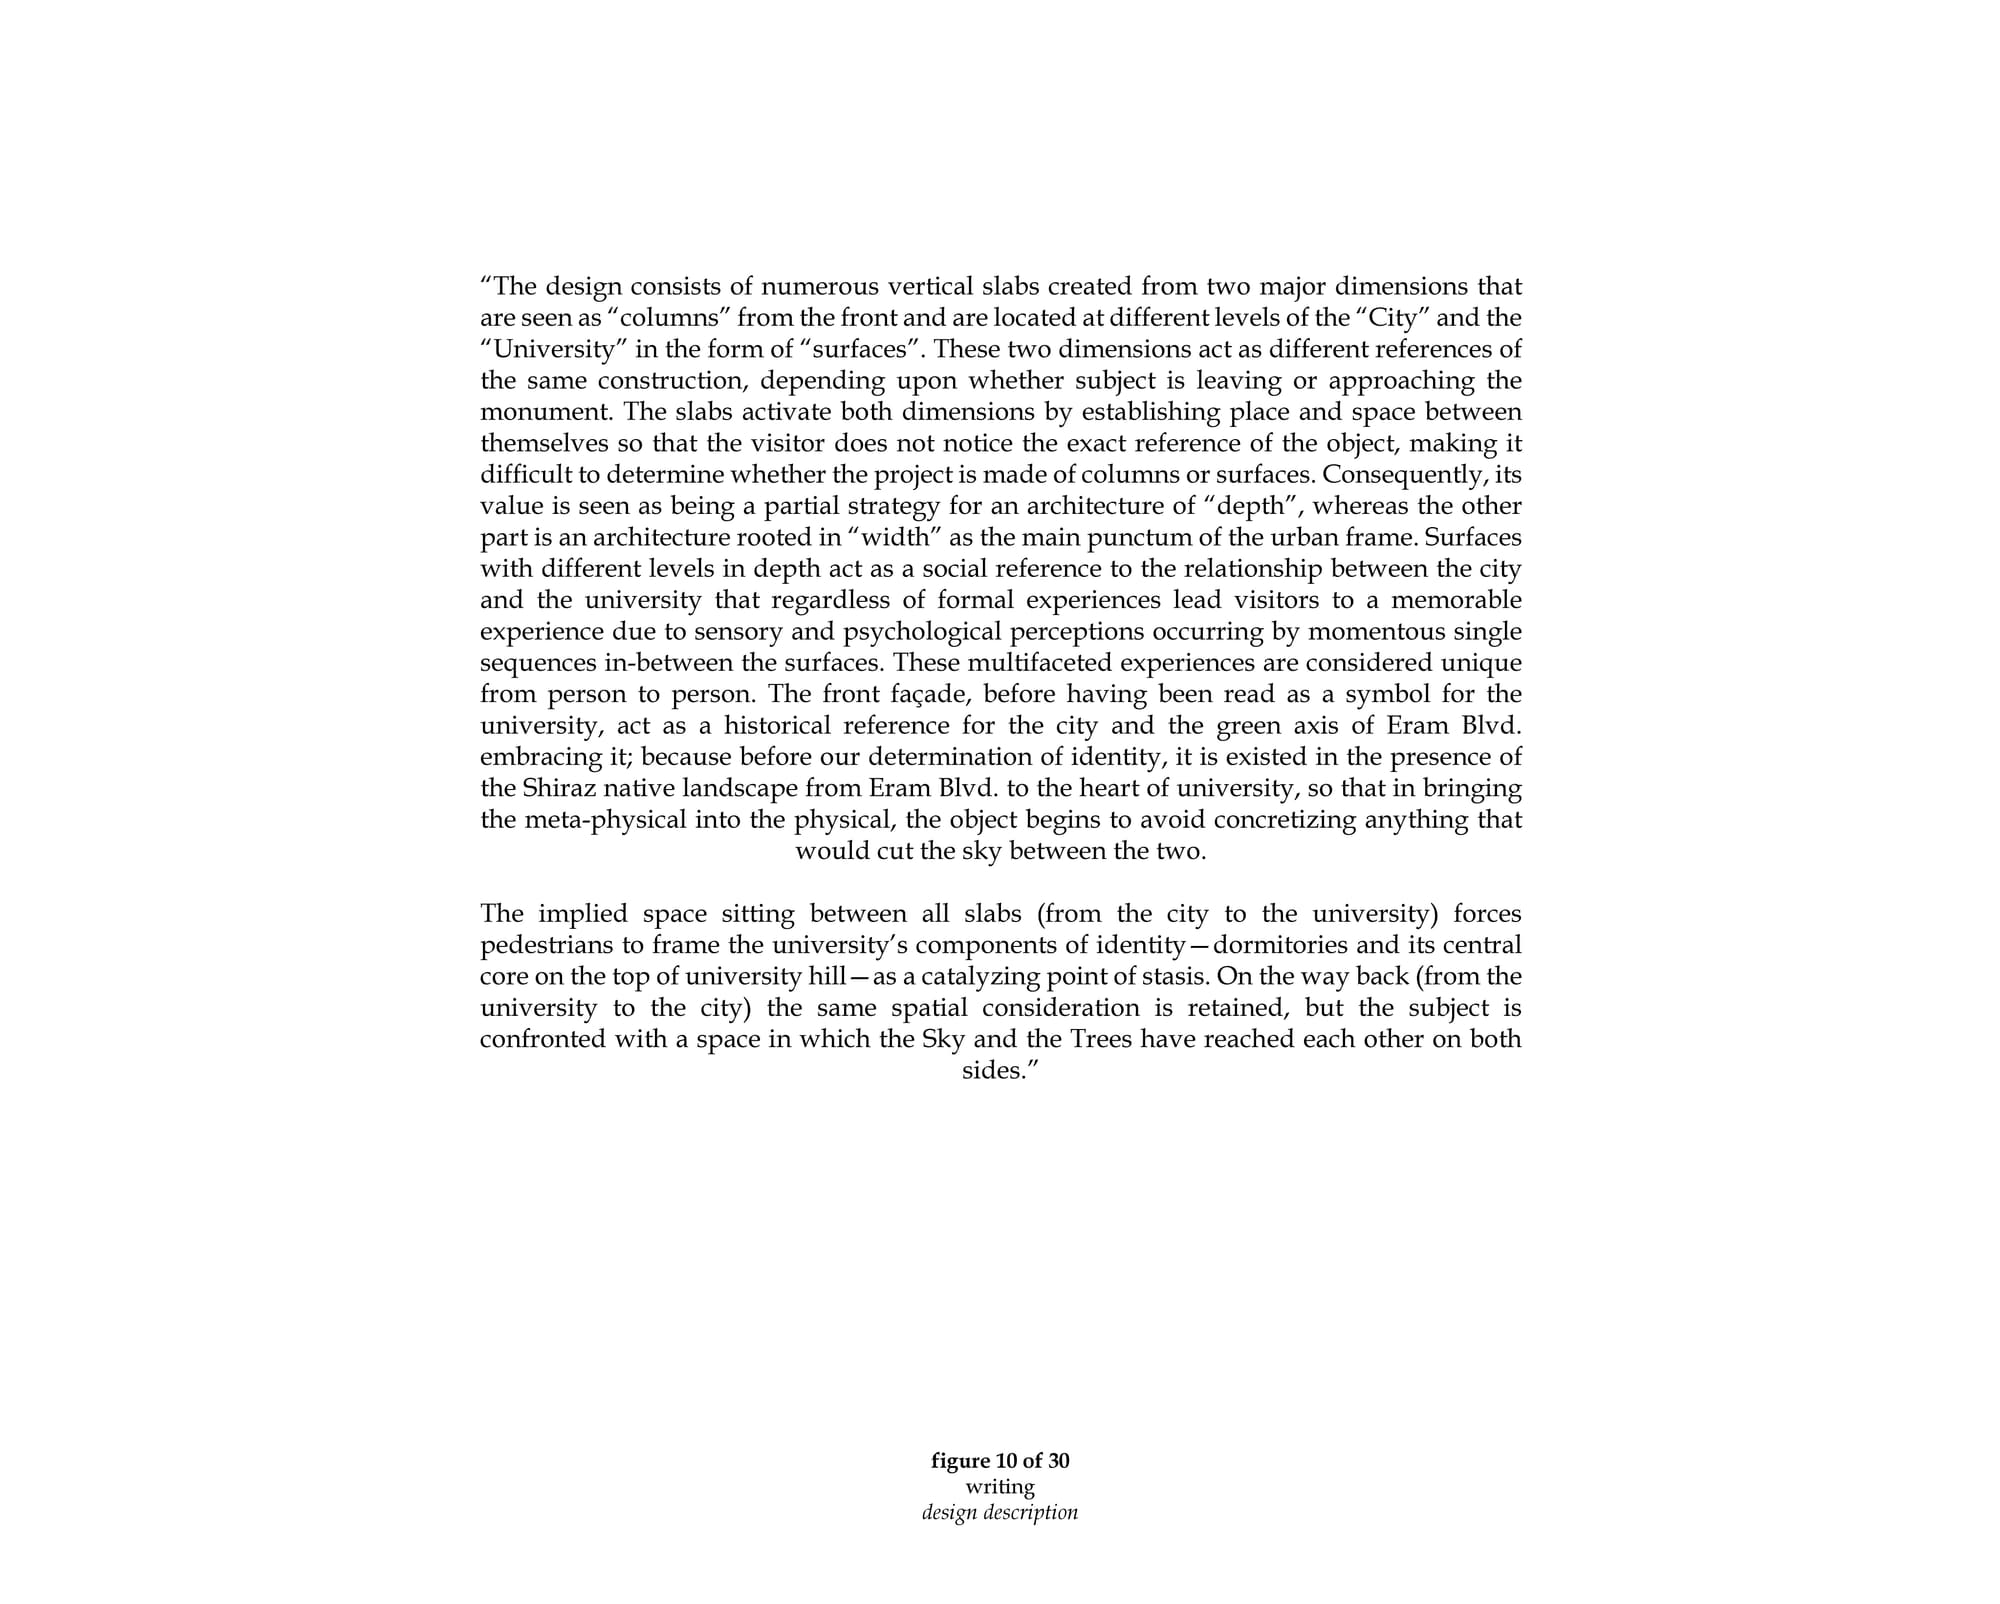 “The design consists of numerous vertical slabs created from two major dimensions that
are seen as “columns” from the front and are located at different levels of the “City” and the
“University” in the form of “surfaces”. These two dimensions act as different references of
the same construction, depending upon whether subject is leaving or approaching the
monument. The slabs activate both dimensions by establishing place and space between
themselves so that the visitor does not notice the exact reference of the object, making it
difficult to determine whether the project is made of columns or surfaces. Consequently, its
value is seen as being a partial strategy for an architecture of “depth”, whereas the other
part is an architecture rooted in “width” as the main punctum of the urban frame. Surfaces
with different levels in depth act as a social reference to the relationship between the city
and the university that regardless of formal experiences lead visitors to a memorable
experience due to sensory and psychological perceptions occurring by momentous single
sequences in-between the surfaces. These multifaceted experiences are considered unique
from person to person. The front façade, before having been read as a symbol for the
university, act as a historical reference for the city and the green axis of Eram Blvd.
embracing it; because before our determination of identity, it is existed in the presence of
the Shiraz native landscape from Eram Blvd. to the heart of university, so that in bringing
the meta-physical into the physical, the object begins to avoid concretizing anything that
would cut the sky between the two.
The implied space sitting between all slabs (from the city to the university) forces
pedestrians to frame the university’s components of identity—dormitories and its central
core on the top of university hill—as a catalyzing point of stasis. On the way back (from the
university to the city) the same spatial consideration is retained, but the subject is
confronted with a space in which the Sky and the Trees have reached each other on both
sides.”
figure 10 of 30
writing
design description